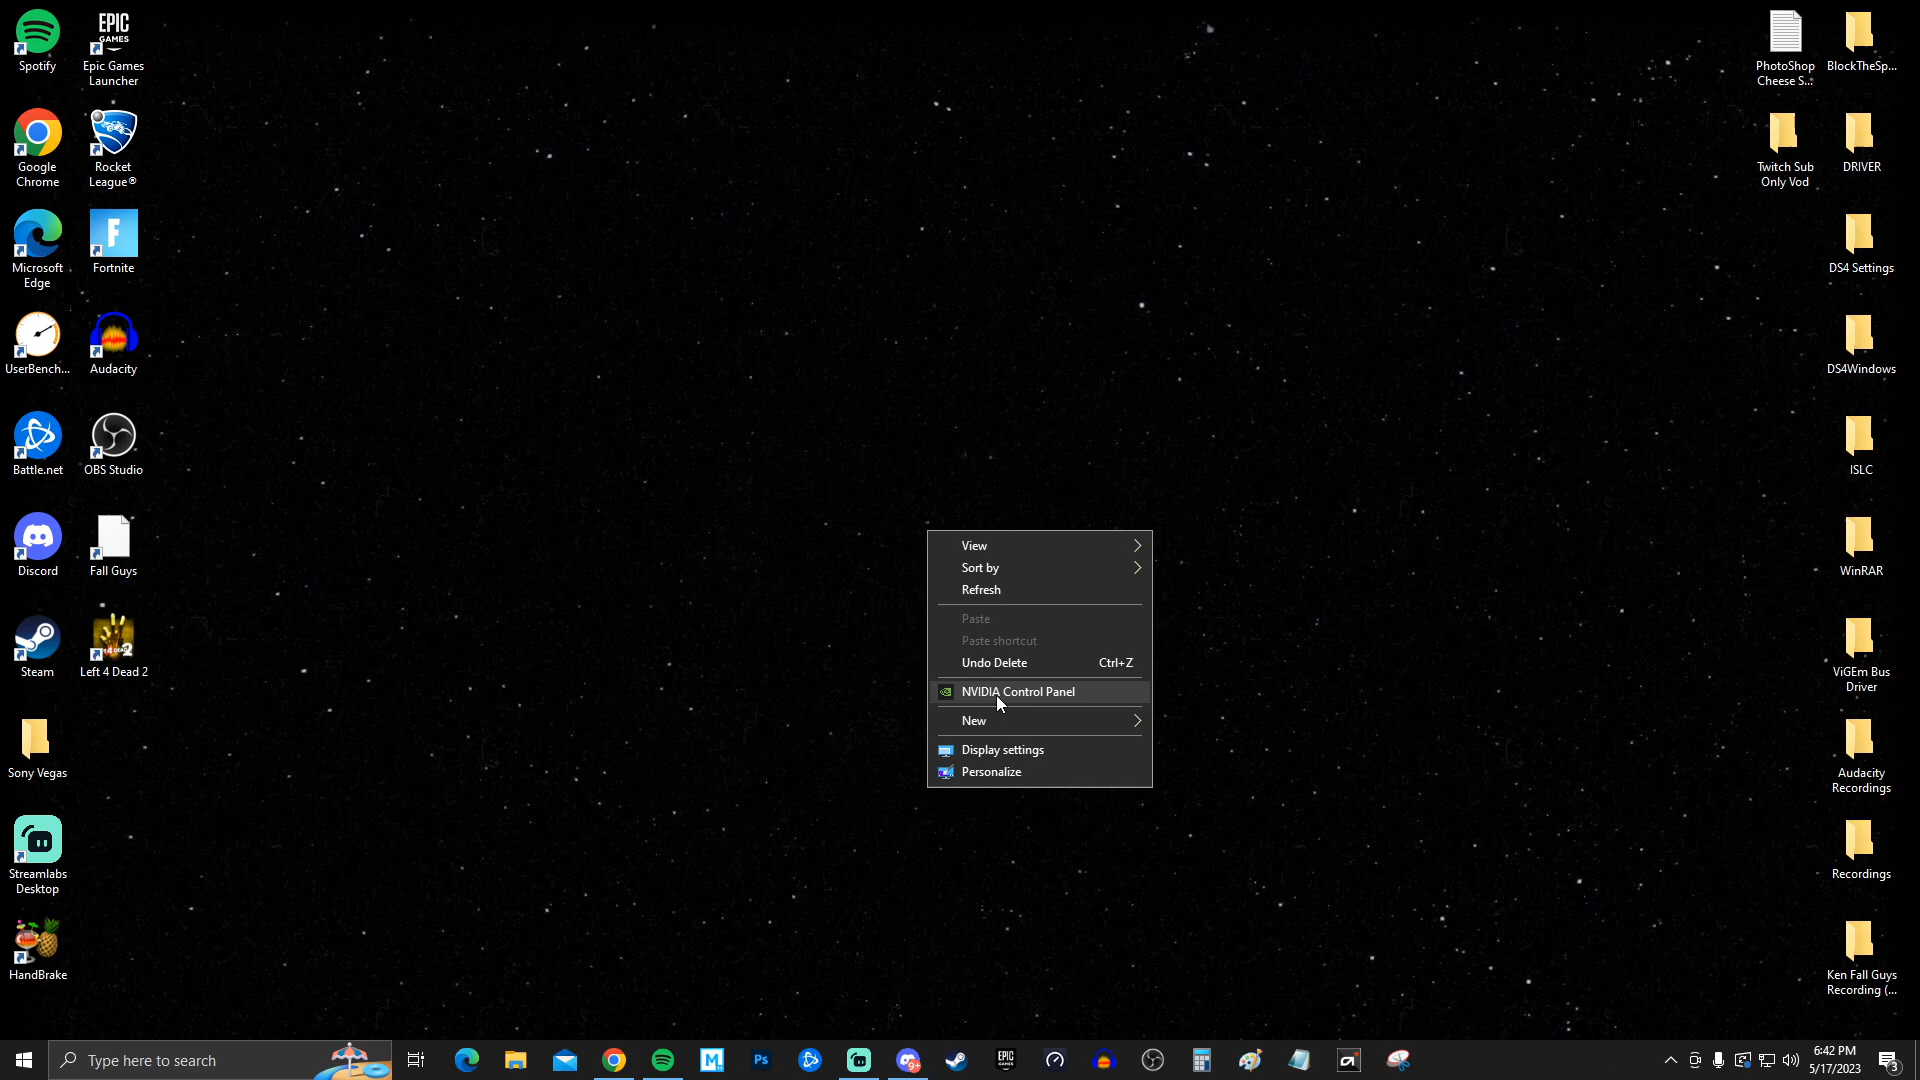 Spotify
EPIC
GAMES
Epic Games
Launcher
Google
Chrome
Rocket
League®
Microsoft
Edge
F
Fortnite
UserBench...
Audacity
Battle.net
OBS Studio
Discord
Fall Guys
Steam
Left 4 Dead 2
Sony Vegas
Streamlabs
Desktop
HandBrake
PhotoShop
Cheese S...
BlockTheSp...
Twitch Sub
Only Vod
DRIVER
DS4 Settings
DS4Windows
ISLC
WinRAR
ViGEm Bus
Driver
Audacity
Recordings
Recordings
Ken Fall Guys
Recording (...
View
Sort by
Refresh
Paste
Paste shortcut
Undo Delete Ctrl+Z
NVIDIA Control Panel
New
Display settings
Personalize
Type here to search
M
Ps
9+
EPIC
6:42 PM
5/17/2023
3